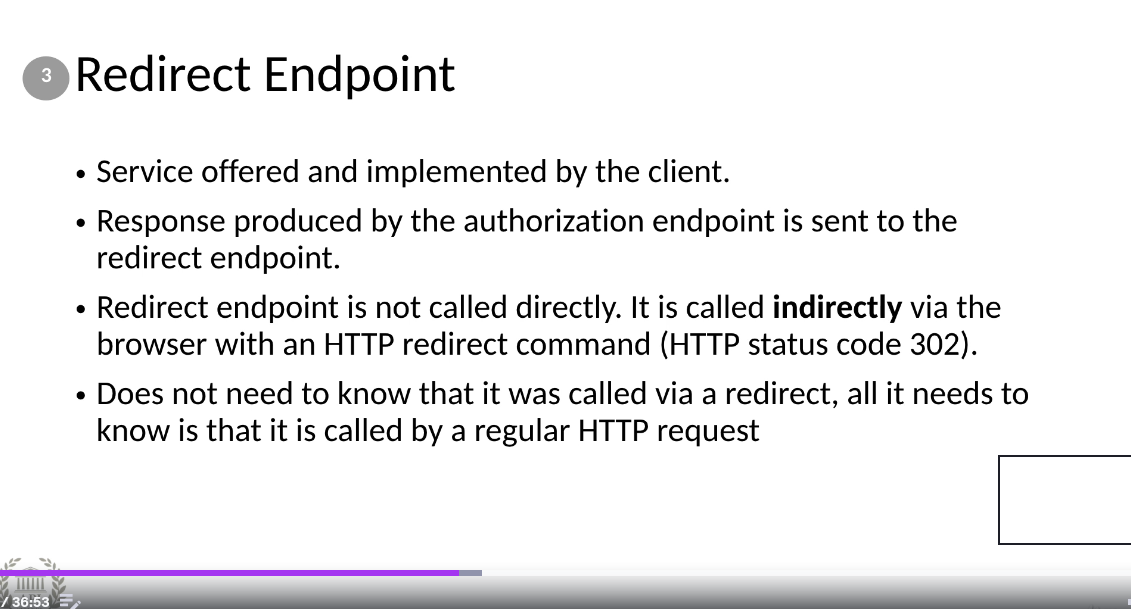 3
Redirect Endpoint
• Service offered and implemented by the client.
• Response produced by the authorization endpoint is sent to the
redirect endpoint.
• Redirect endpoint is not called directly. It is called indirectly via the
browser with an HTTP redirect command (HTTP status code 302).
• Does not need to know that it was called via a redirect, all it needs to
know is that it is called by a regular HTTP request
/ 36:53